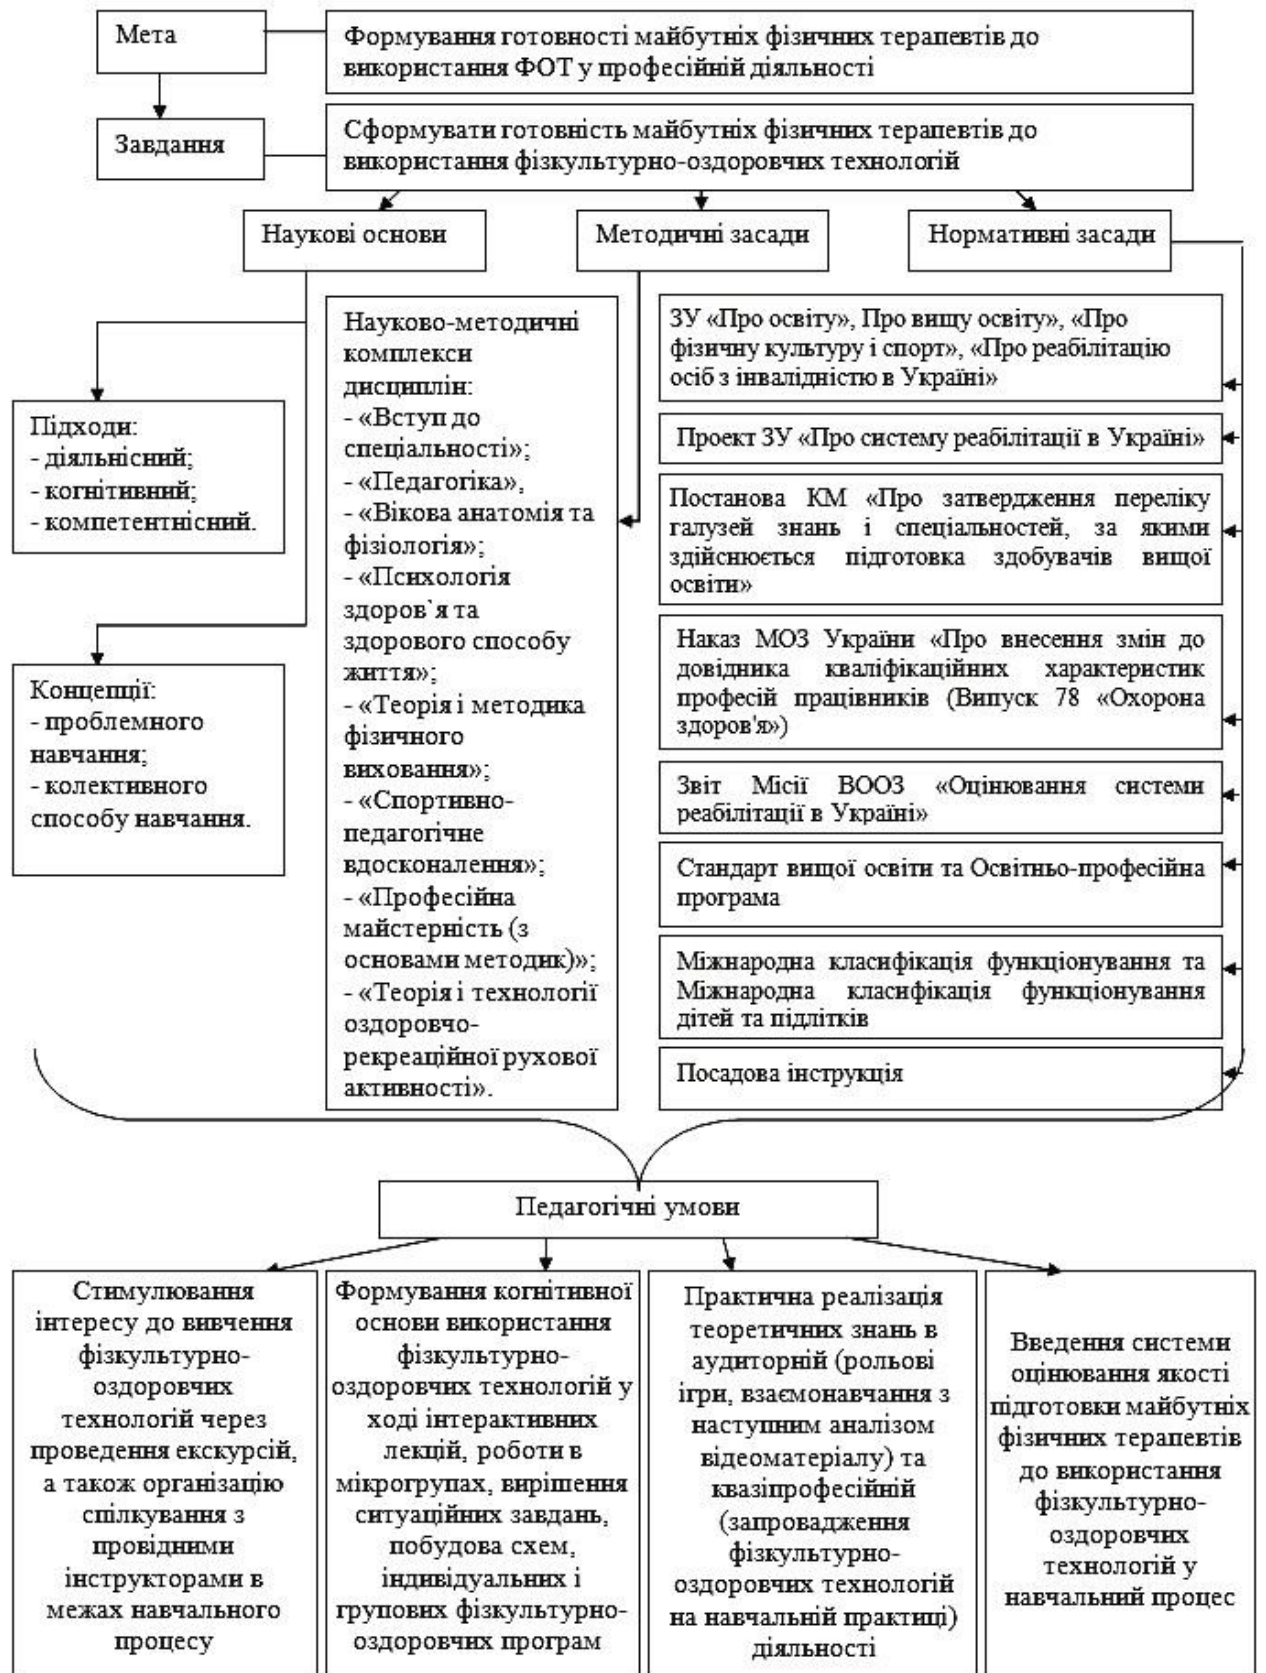 Мета
Формування готовності майбутніх фізичних терапевтів до
використання ФОТ у професійній діяльності
Завдання
Сформувати готовність майбутніх фізичних терапевтів до
використання фізкультурно-оздоровчих технологій
Наукові основи
Методичні засади
Нормативні засади
Підходи:
- діяльнісний;
- когнітивний;
- компетентнісний.
Концепції:
- проблемного
навчання;
- колективного
способу навчання.
Науково-методичні
комплекси
дисциплін:
- «Вступ до
спеціальності»;
- «Педагогіка»,
- «Вікова анатомія та
фізіологія»;
- «Психологія
здоров`я та
здорового способу
життя»;
- «Теорія і методика
фізичного
виховання»;
- «Спортивно-
педагогічне
вдосконалення»;
- «Професійна
майстерність (з
основами методик)»;
- «Теорія і технології
оздоровчо-
рекреаційної рухової
активності».
ЗУ «Про освіту», Про вищу освіту», «Про
фізичну культуру і спорт», «Про реабілітацію
осіб з інвалідністю в Україні»
Проект ЗУ «Про систему реабілітації в Україні»
Постанова КМ «Про затвердження переліку
галузей знань і спеціальностей, за якими
здійснюється підготовка здобувачів вищої
освіти»
Наказ МОЗ України «Про внесення змін до
довідника кваліфікаційних характеристик
професій працівників (Випуск 78 «Охорона
здоров'я»)
Звіт Місії ВООЗ «Оцінювання системи
реабілітації в Україні»
Стандарт вищої освіти та Освітньо-професійна
програма
Міжнародна класифікація функціонування та
Міжнародна класифікація функціонування
дітей та підлітків
Посадова інструкція
Педагогічні умови
Стимулювання
інтересу до вивчення
фізкультурно-
оздоровчих
технологій через
проведення екскурсій,
а також організацію
спілкування з
провідними
інструкторами в
межах навчального
процесу
Формування когнітивної
основи використання
фізкультурно-
оздоровчих технологій у
ході інтерактивних
лекцій, роботи в
мікрогрупах, вирішення
ситуаційних завдань,
побудова схем,
індивідуальних і
групових фізкультурно-
оздоровчих програм
Практична реалізація
теоретичних знань в
аудиторній (рольові
ігри, взаємонавчання з
наступним аналізом
відеоматеріалу) та
квазіпрофесійній
(запровадження
фізкультурно-
оздоровчих технологій
на навчальній практиці)
діяльності
Введення системи
оцінювання якості
підготовки майбутніх
фізичних терапевтів
до використання
фізкультурно-
оздоровчих
технологій у
навчальний процес